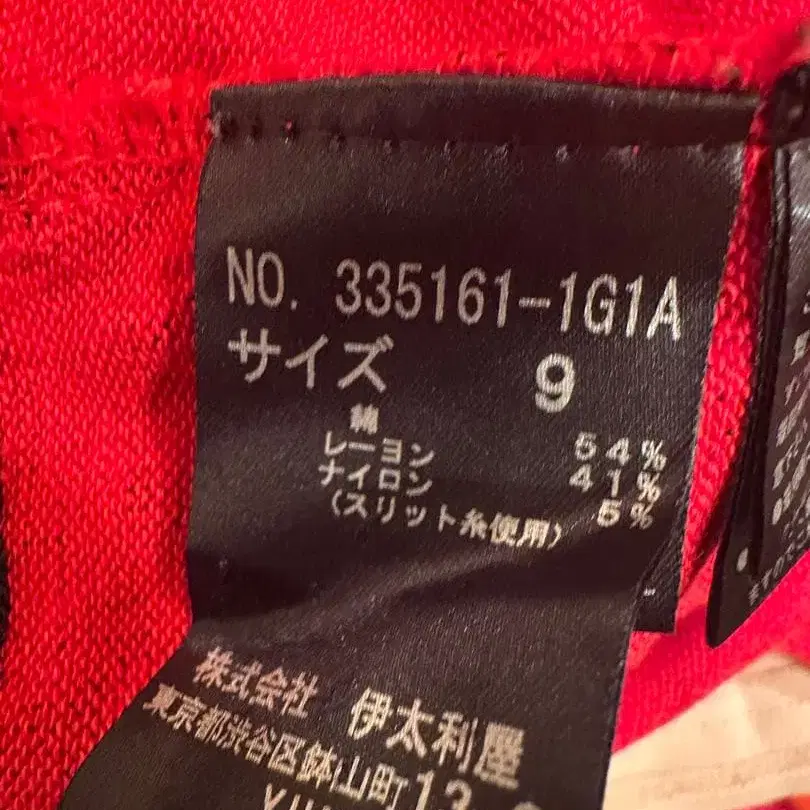 NO. 335161-1G1A
サイズ 9
綿 54%
レーヨン 41%
ナイロン 5%
(スリット糸使用)
株式会社 伊太利屋
東京都渋谷区鉢山町13